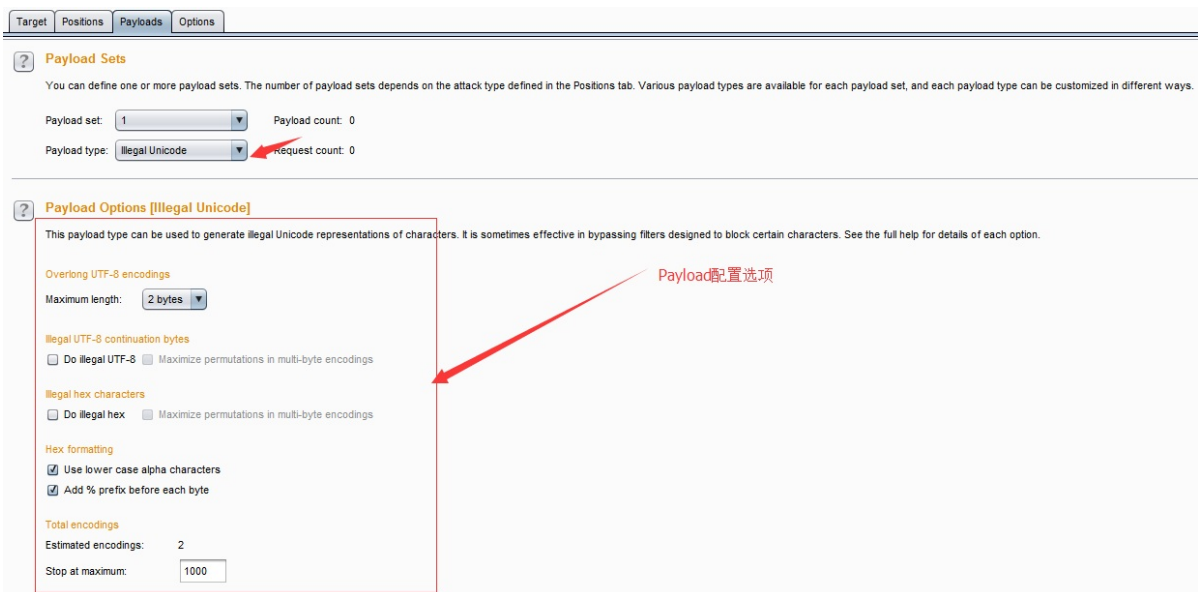 Target Positions Payloads Options
? Payload Sets
You can define one or more payload sets. The number of payload sets depends on the attack type defined in the Positions tab. Various payload types are available for each payload set, and each payload type can be customized in different ways.
Payload set: 1 Payload count: 0
Payload type: Illegal Unicode Request count: 0
? Payload Options [Illegal Unicode]
This payload type can be used to generate illegal Unicode representations of characters. It is sometimes effective in bypassing filters designed to block certain characters. See the full help for details of each option.
Payload配置选项
Overlong UTF-8 encodings
Maximum length: 2 bytes
Illegal UTF-8 continuation bytes
Do illegal UTF-8 Maximize permutations in multi-byte encodings
Illegal hex characters
Do illegal hex Maximize permutations in multi-byte encodings
Hex formatting
Use lower case alpha characters
Add % prefix before each byte
Total encodings
Estimated encodings: 2
Stop at maximum: 1000